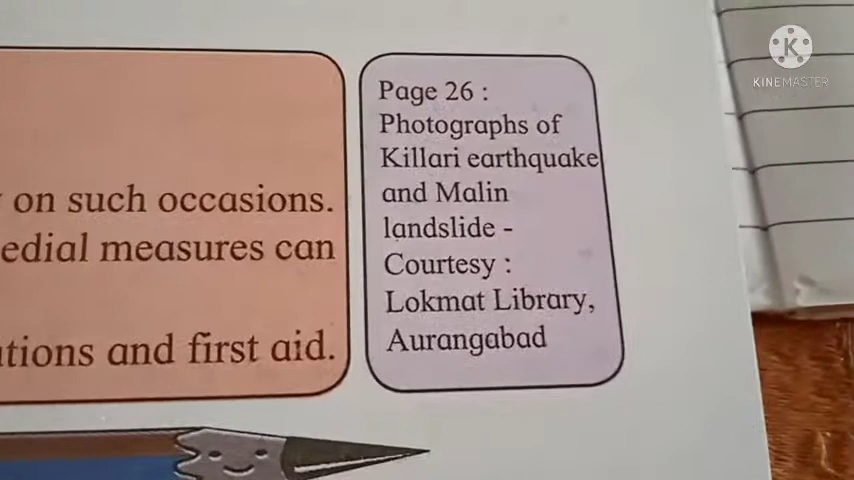 on such occasions.
edial measures can
tions and first aid.
Page 26 :
Photographs of
Killari earthquake
and Malin
landslide -
Courtesy :
Lokmat Library,
Aurangabad
K
KINEMASTER